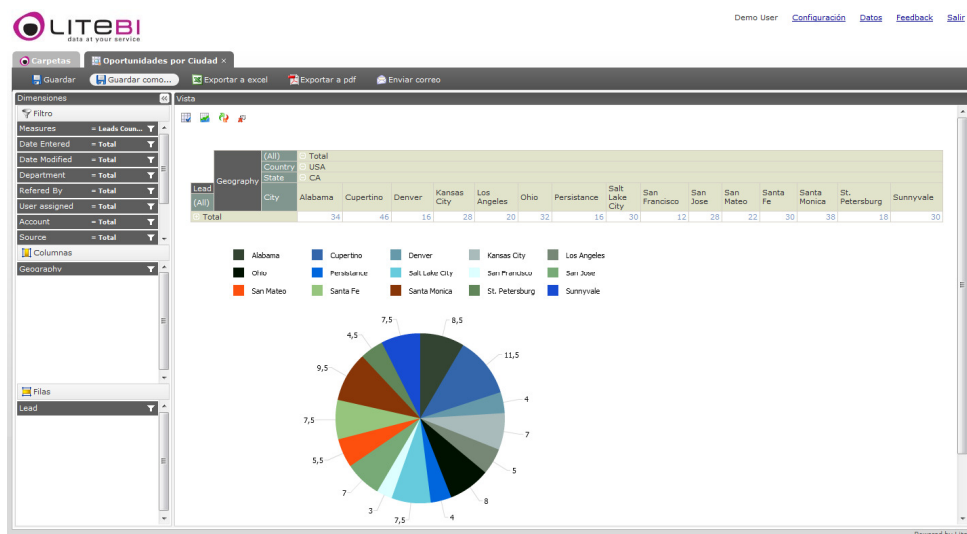 Demo User Configuración Datos Feedback Salir
LITEBI
data at your service
Carpetas Oportunidades por Ciudad ×
Guardar Guardar como... Exportar a excel Exportar a pdf Enviar correo
Dimensiones
Vista
Filtro
Measures = Leads Coun...
Date Entered = Total
Date Modified = Total
Department = Total
Refered By = Total
User assigned = Total
Account = Total
Source = Total
Columnas
Geography
Filas
Lead
Geography
(All) Total
Country USA
State CA
Lead
(All)
City Alabama Cupertino Denver Kansas City Los Angeles Ohio Persistance Salt Lake City San Francisco San Jose San Mateo Santa Fe Santa Monica St. Petersburg Sunnyvale
Total 34 46 16 28 20 32 16 30 12 28 22 30 38 18 30
Alabama Cupertino Denver Kansas City Los Angeles
Ohio Persistance Salt Lake City San Francisco San Jose
San Mateo Santa Fe Santa Monica St. Petersburg Sunnyvale
7,5 8,5
4,5
11,5
9,5
4
7,5
7
5,5
5
7
8
3
7,5 4